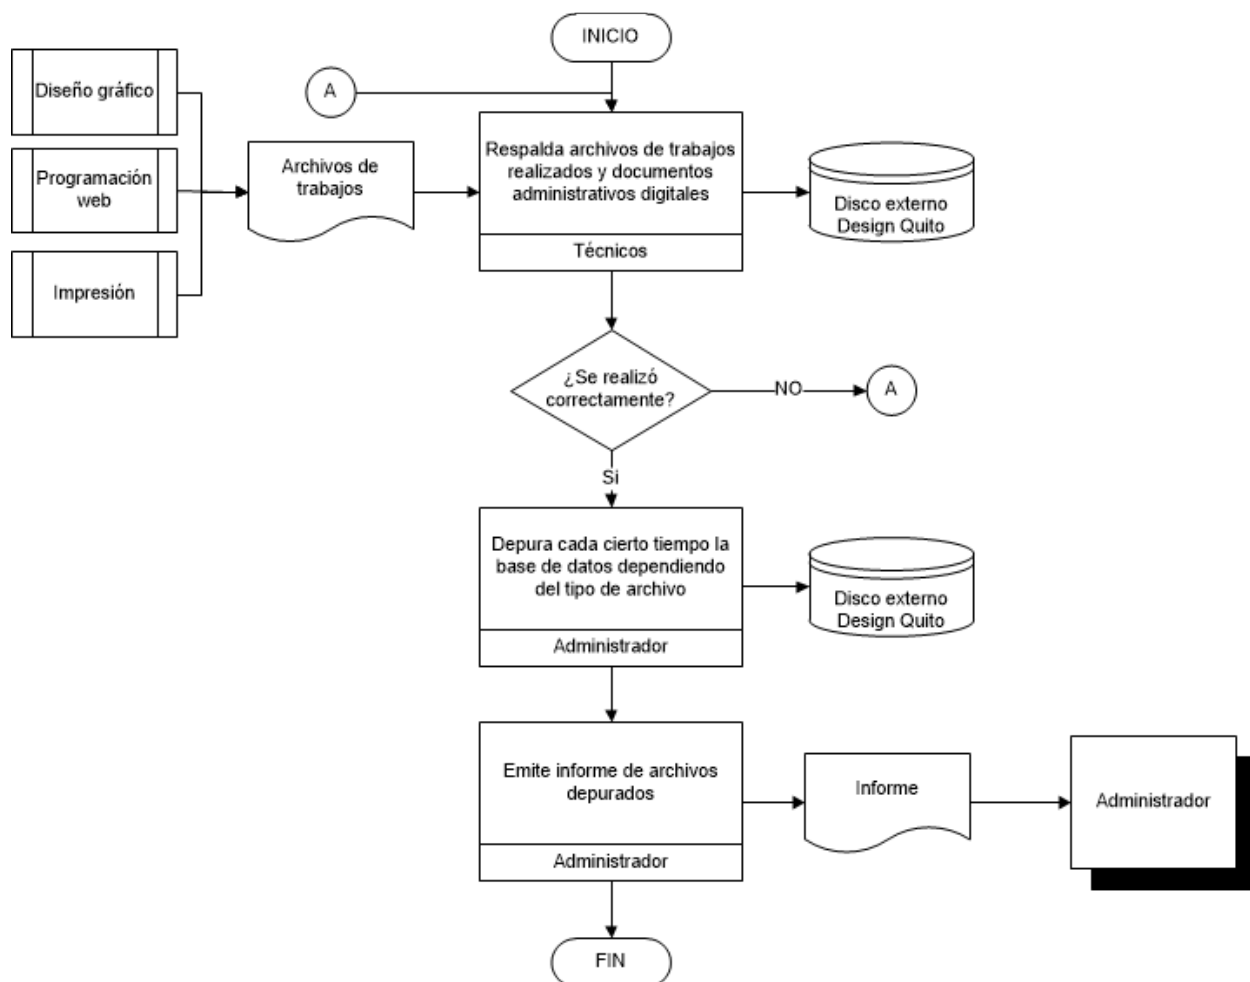 INICIO
A
Diseño gráfico
Programación
web
Impresión
Archivos de
trabajos
Respalda archivos de trabajos
realizados y documentos
administrativos digitales
Técnicos
Disco externo
Design Quito
¿Se realizó
correctamente?
NO
A
Si
Depura cada cierto tiempo la
base de datos dependiendo
del tipo de archivo
Administrador
Disco externo
Design Quito
Emite informe de archivos
depurados
Administrador
Informe
Administrador
FIN